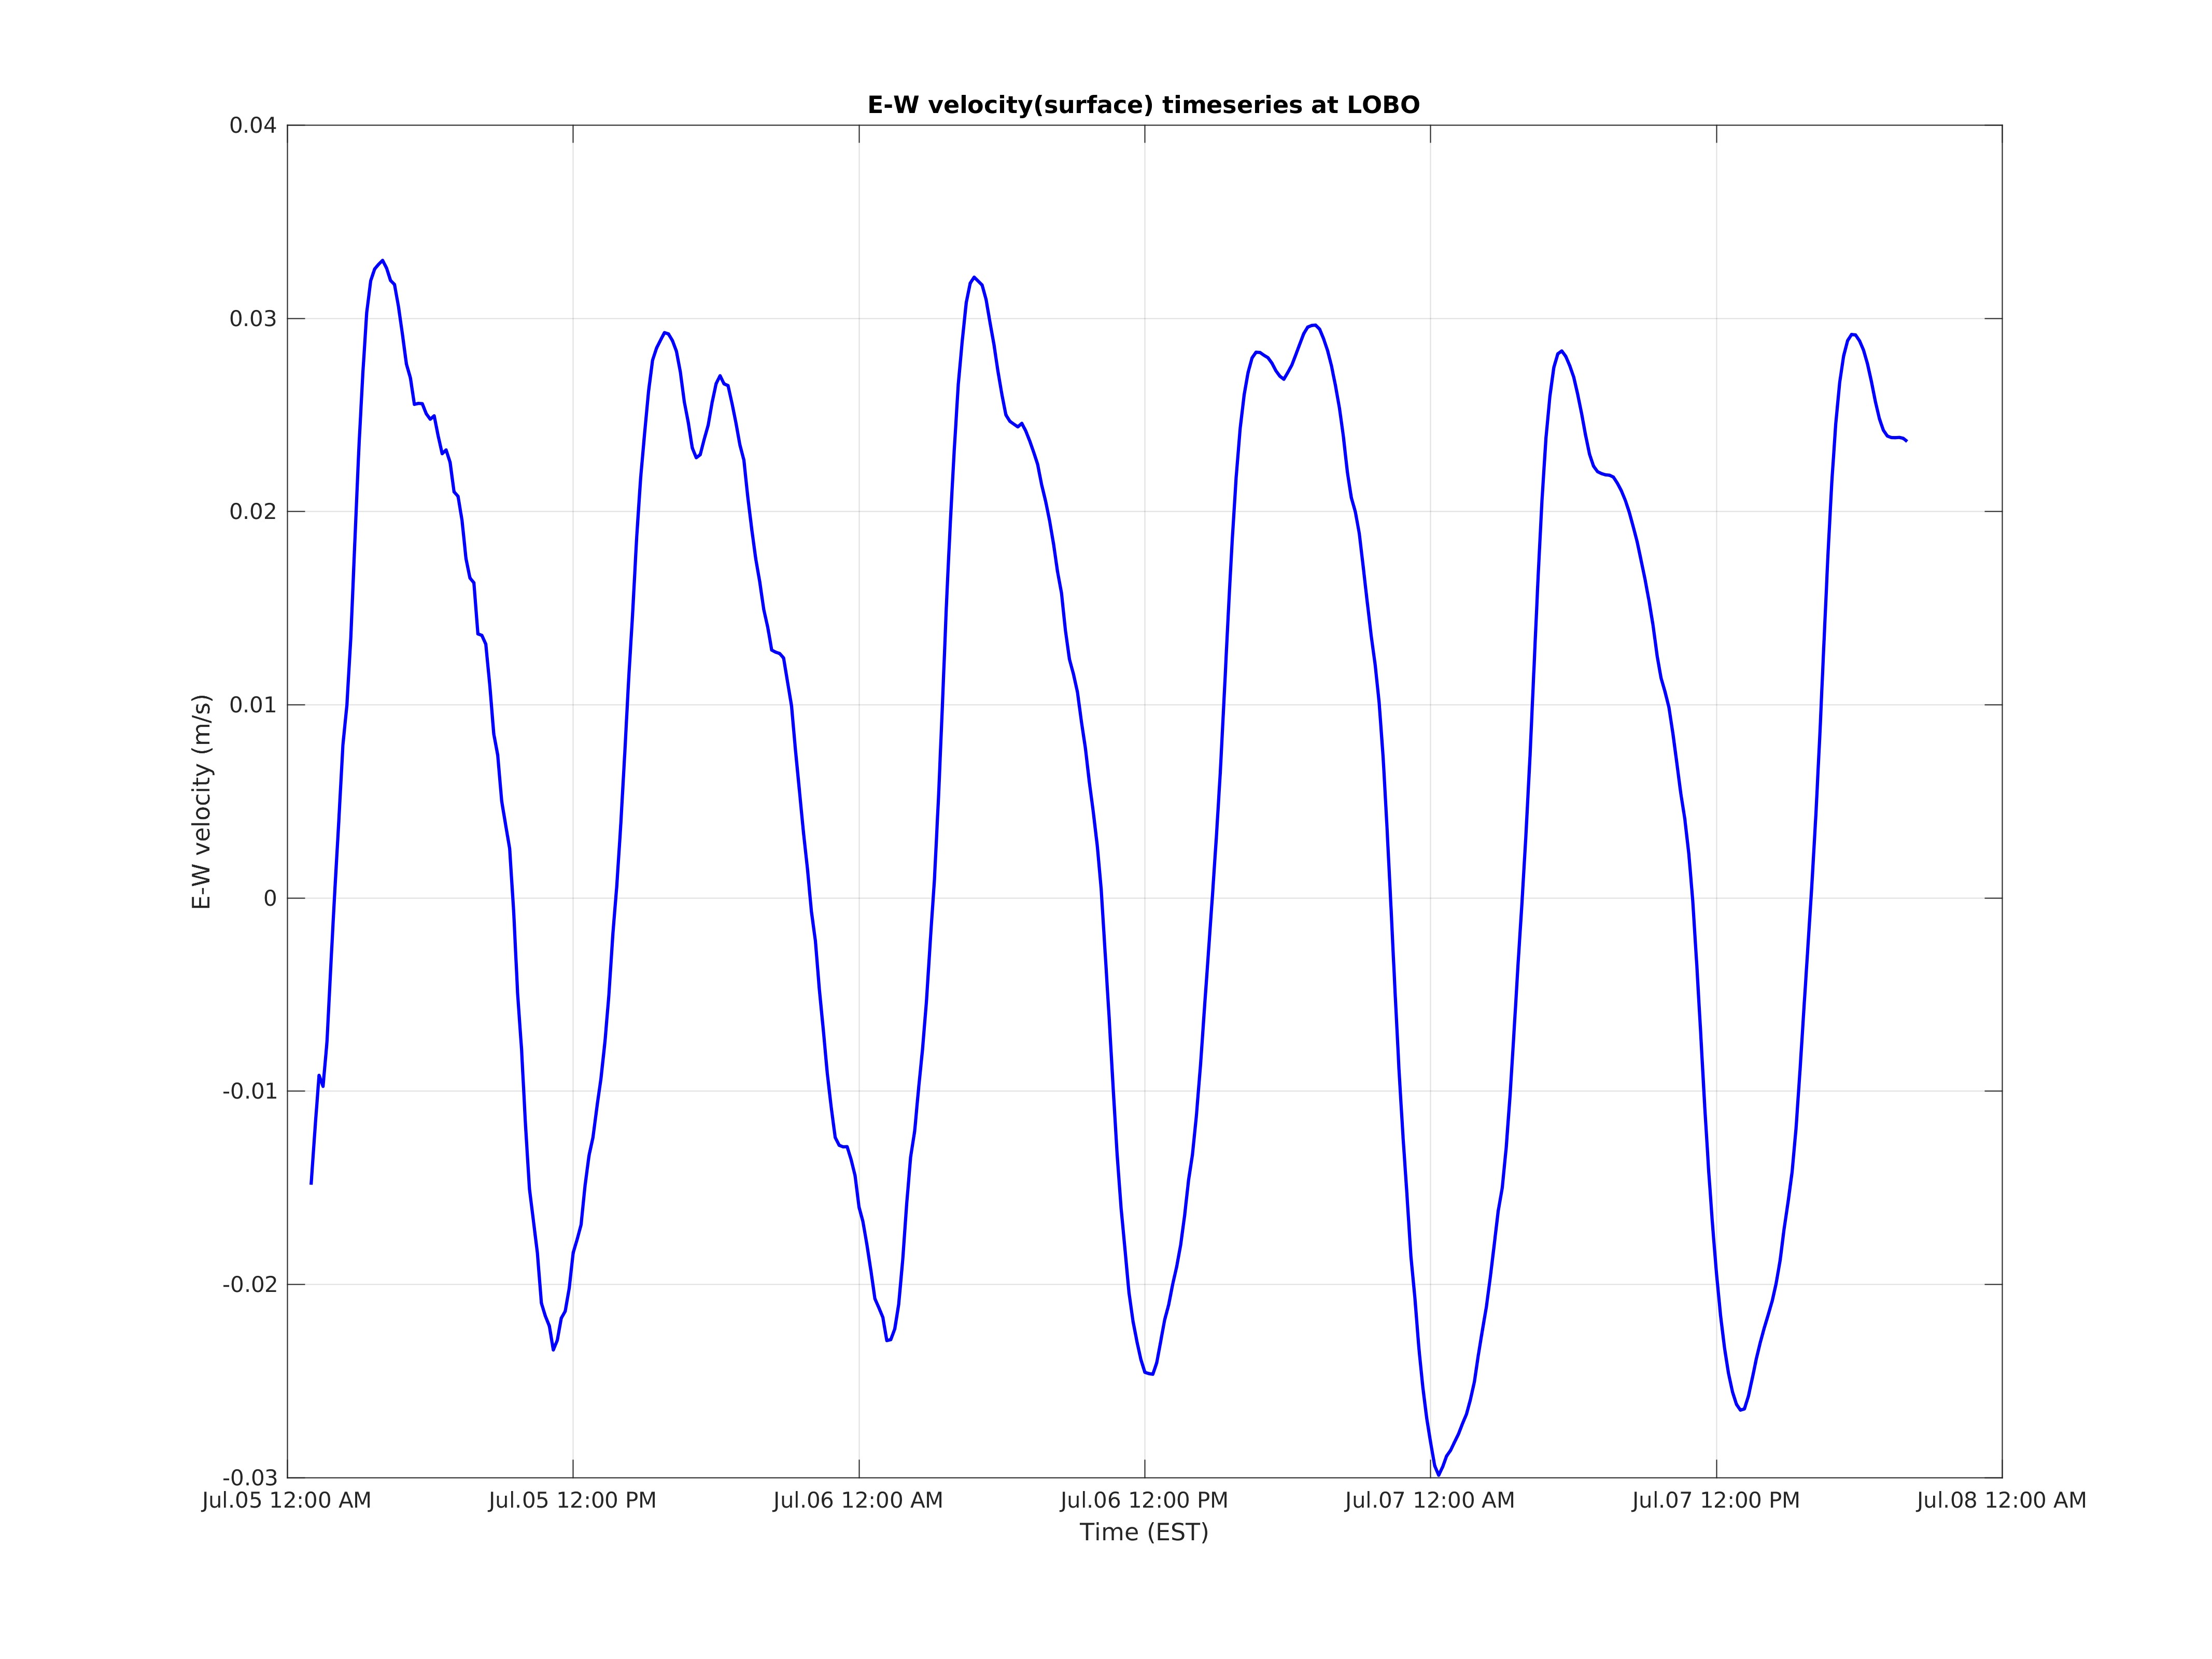 E-W velocity(surface) timeseries at LOBO
0.04
0.03
0.02
0.01
0
-0.01
-0.02
-0.03
E-W velocity (m/s)
Jul.05 12:00 AM
Jul.05 12:00 PM
Jul.06 12:00 AM
Jul.06 12:00 PM
Jul.07 12:00 AM
Jul.07 12:00 PM
Jul.08 12:00 AM
Time (EST)